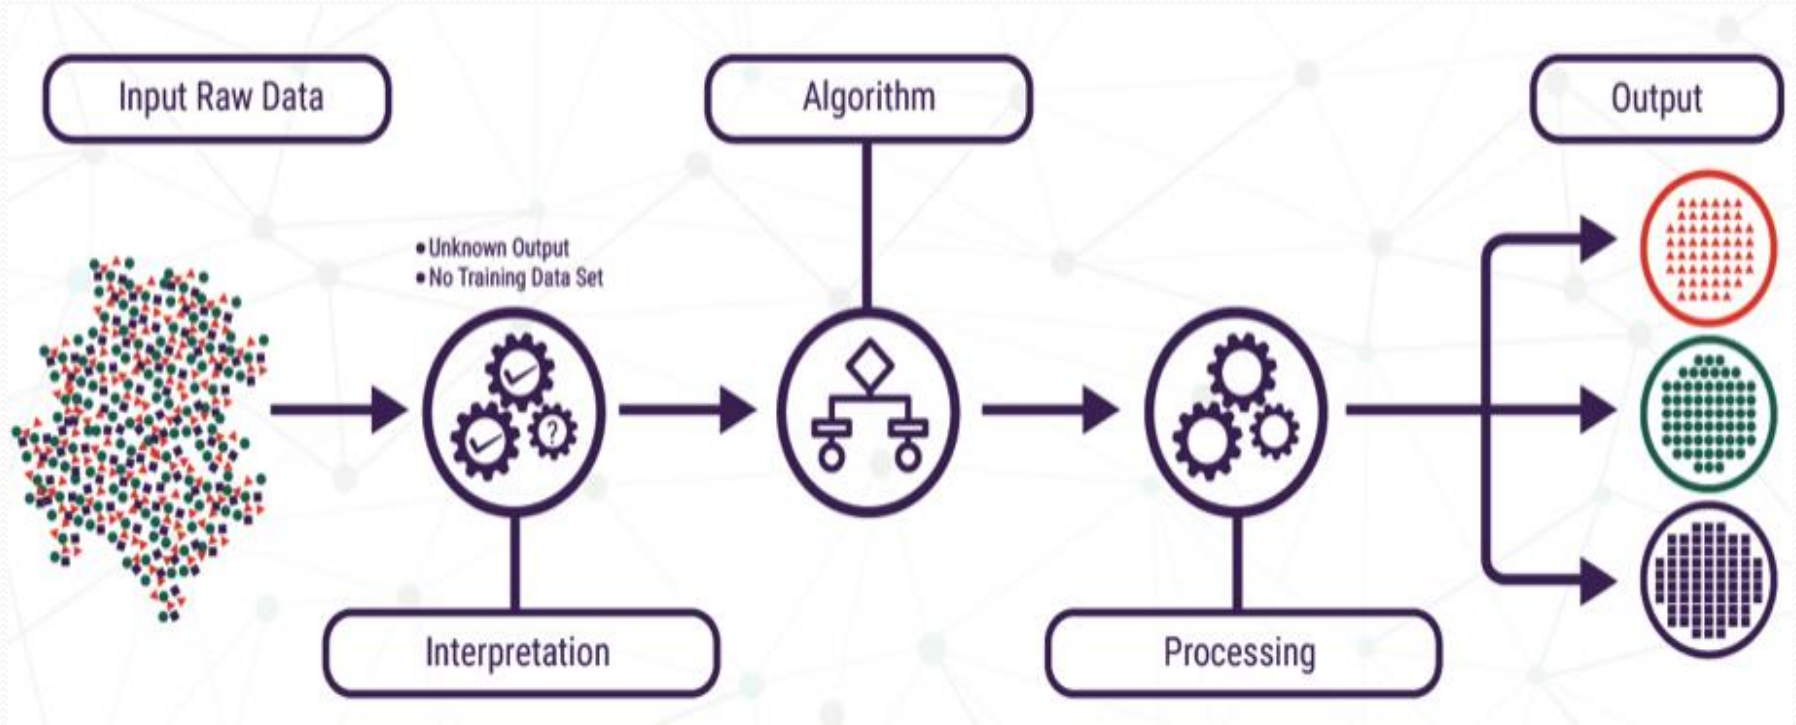 Input Raw Data
Algorithm
Output
● Unknown Output
● No Training Data Set
?
Interpretation
Processing